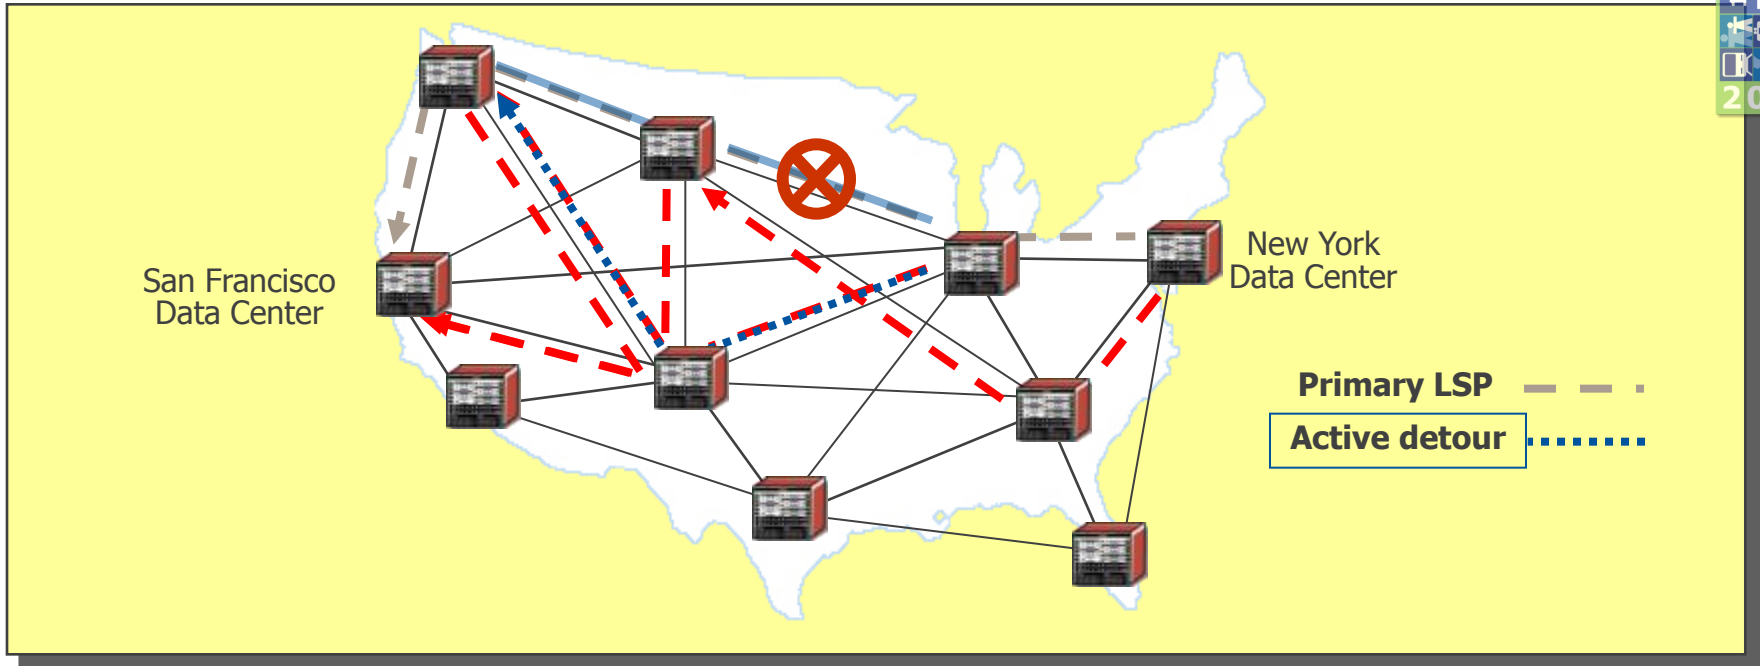 San Francisco
Data Center
New York
Data Center
Primary LSP
Active detour